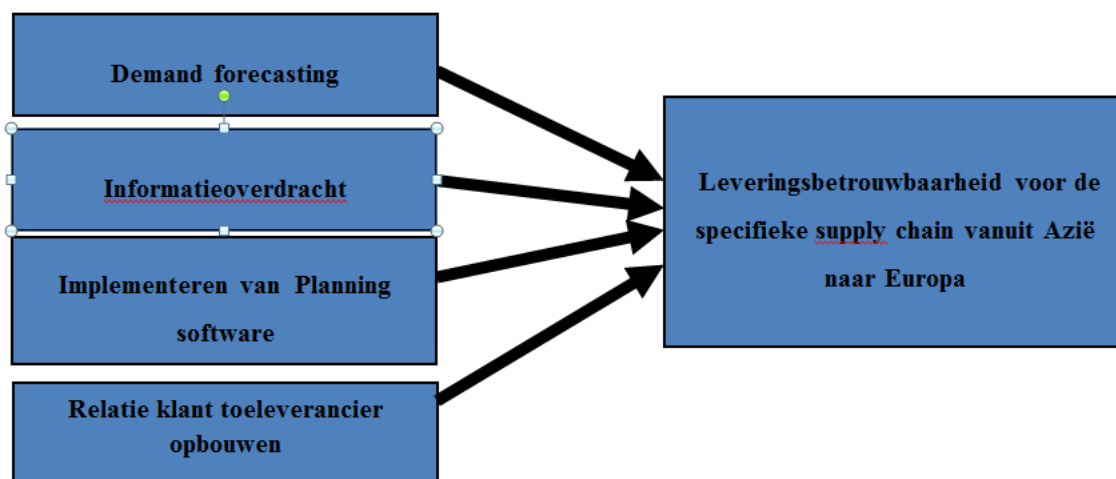 Demand forecasting
Informatieoverdracht
Implementeren van Planning
software
Relatie klant toeleverancier
opbouwen
Leveringsbetrouwbaarheid voor de
specifieke supply chain vanuit Azië
naar Europa